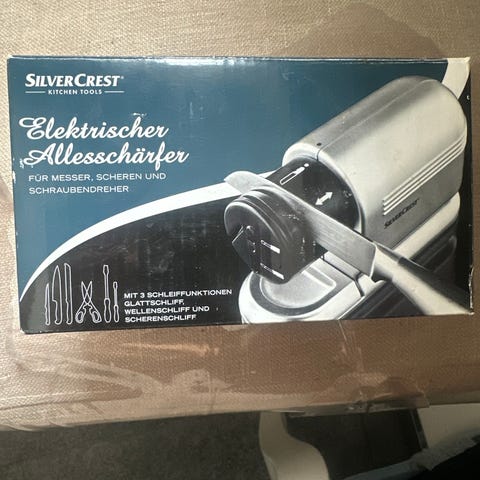 SILVERCREST®
KITCHEN TOOLS
Elektrischer
Allesschärfer
FÜR MESSER, SCHEREN UND
SCHRAUBENDREHER
SILVERCREST
MIT 3 SCHLEIFFUNKTIONEN
GLATTSCHLIFF,
WELLENSCHLIFF UND
SCHERENSCHLIFF